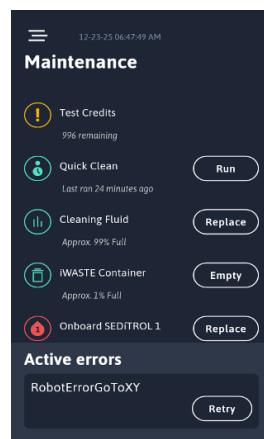 12-23-25 06:47:49 AM
Maintenance
Test Credits
996 remaining
Quick Clean
Last ran 24 minutes ago
Run
Cleaning Fluid
Approx. 99% Full
Replace
iWASTE Container
Approx. 1% Full
Empty
1
Onboard SEDiTROL 1
Replace
Active errors
RobotErrorGoToXY
Retry